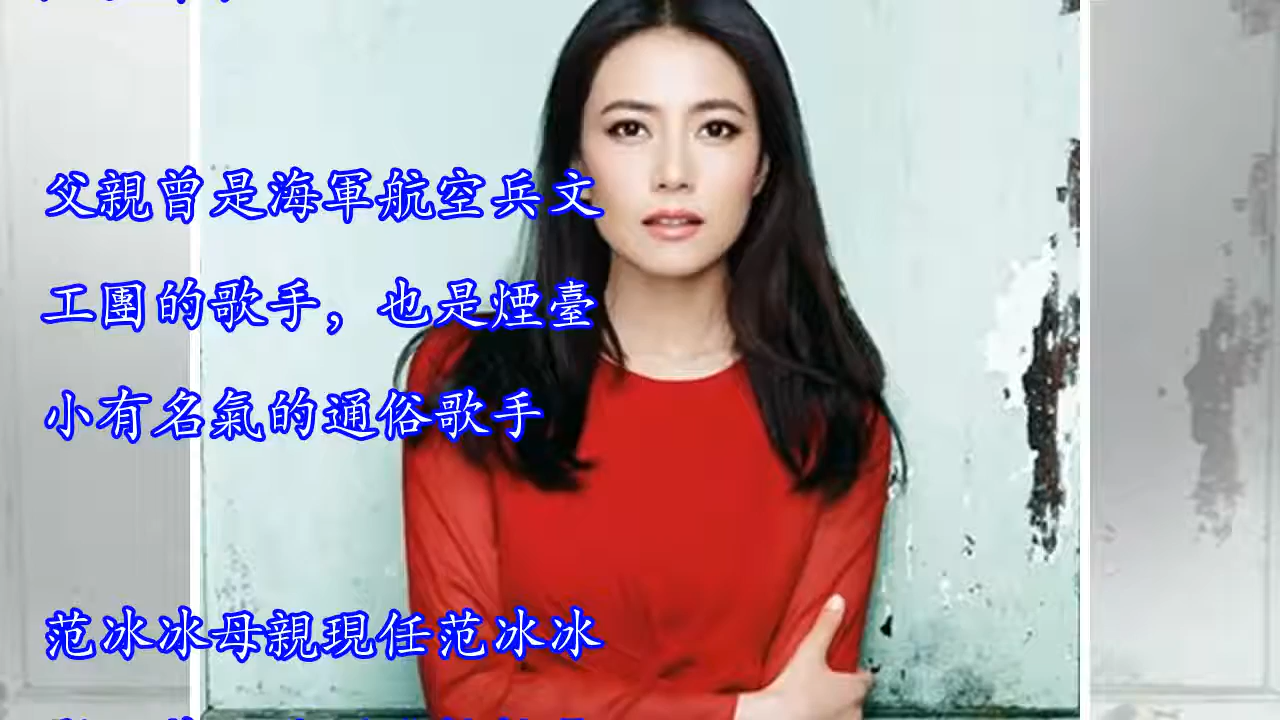 父親曾是海軍航空兵文
工團的歌手，也是煙臺
小有名氣的通俗歌手
范冰冰母親現任范冰冰